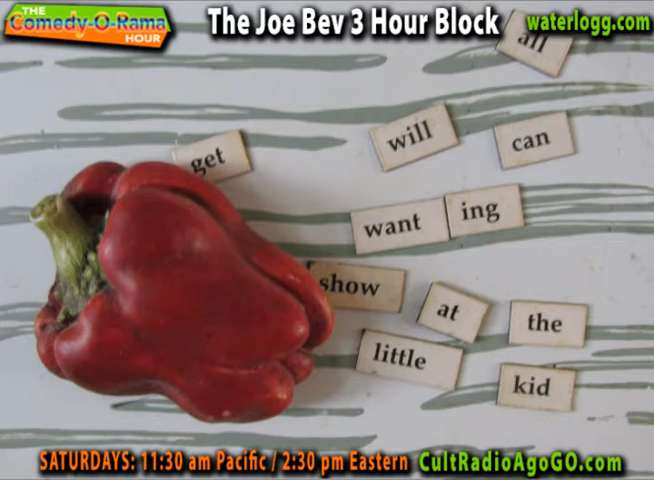 THE
Comedy-O-Rama
HOUR
The Joe Bev 3 Hour Block
waterlogg.com
all
get
will
can
want ing
show
at
the
little
kid
SATURDAYS: 11:30 am Pacific / 2:30 pm Eastern CultRadioAgoGO.com